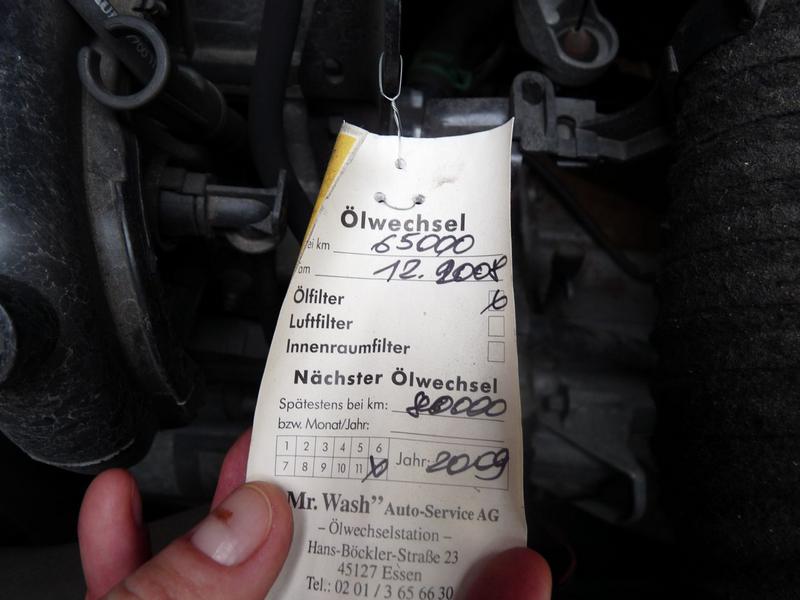 Ölwechsel
ei km 65000
am 12.2008
Ölfilter
Luftfilter
Innenraumfilter
Nächster Ölwechsel
Spätestens bei km: 80000
bzw. Monat/Jahr:
1 2 3 4 5 6
7 8 9 10 11 Jahr: 2009
Mr. Wash” Auto-Service AG
– Ölwechselstation –
Hans-Böckler-Straße 23
45127 Essen
Tel.: 02 01 / 3 65 66 30